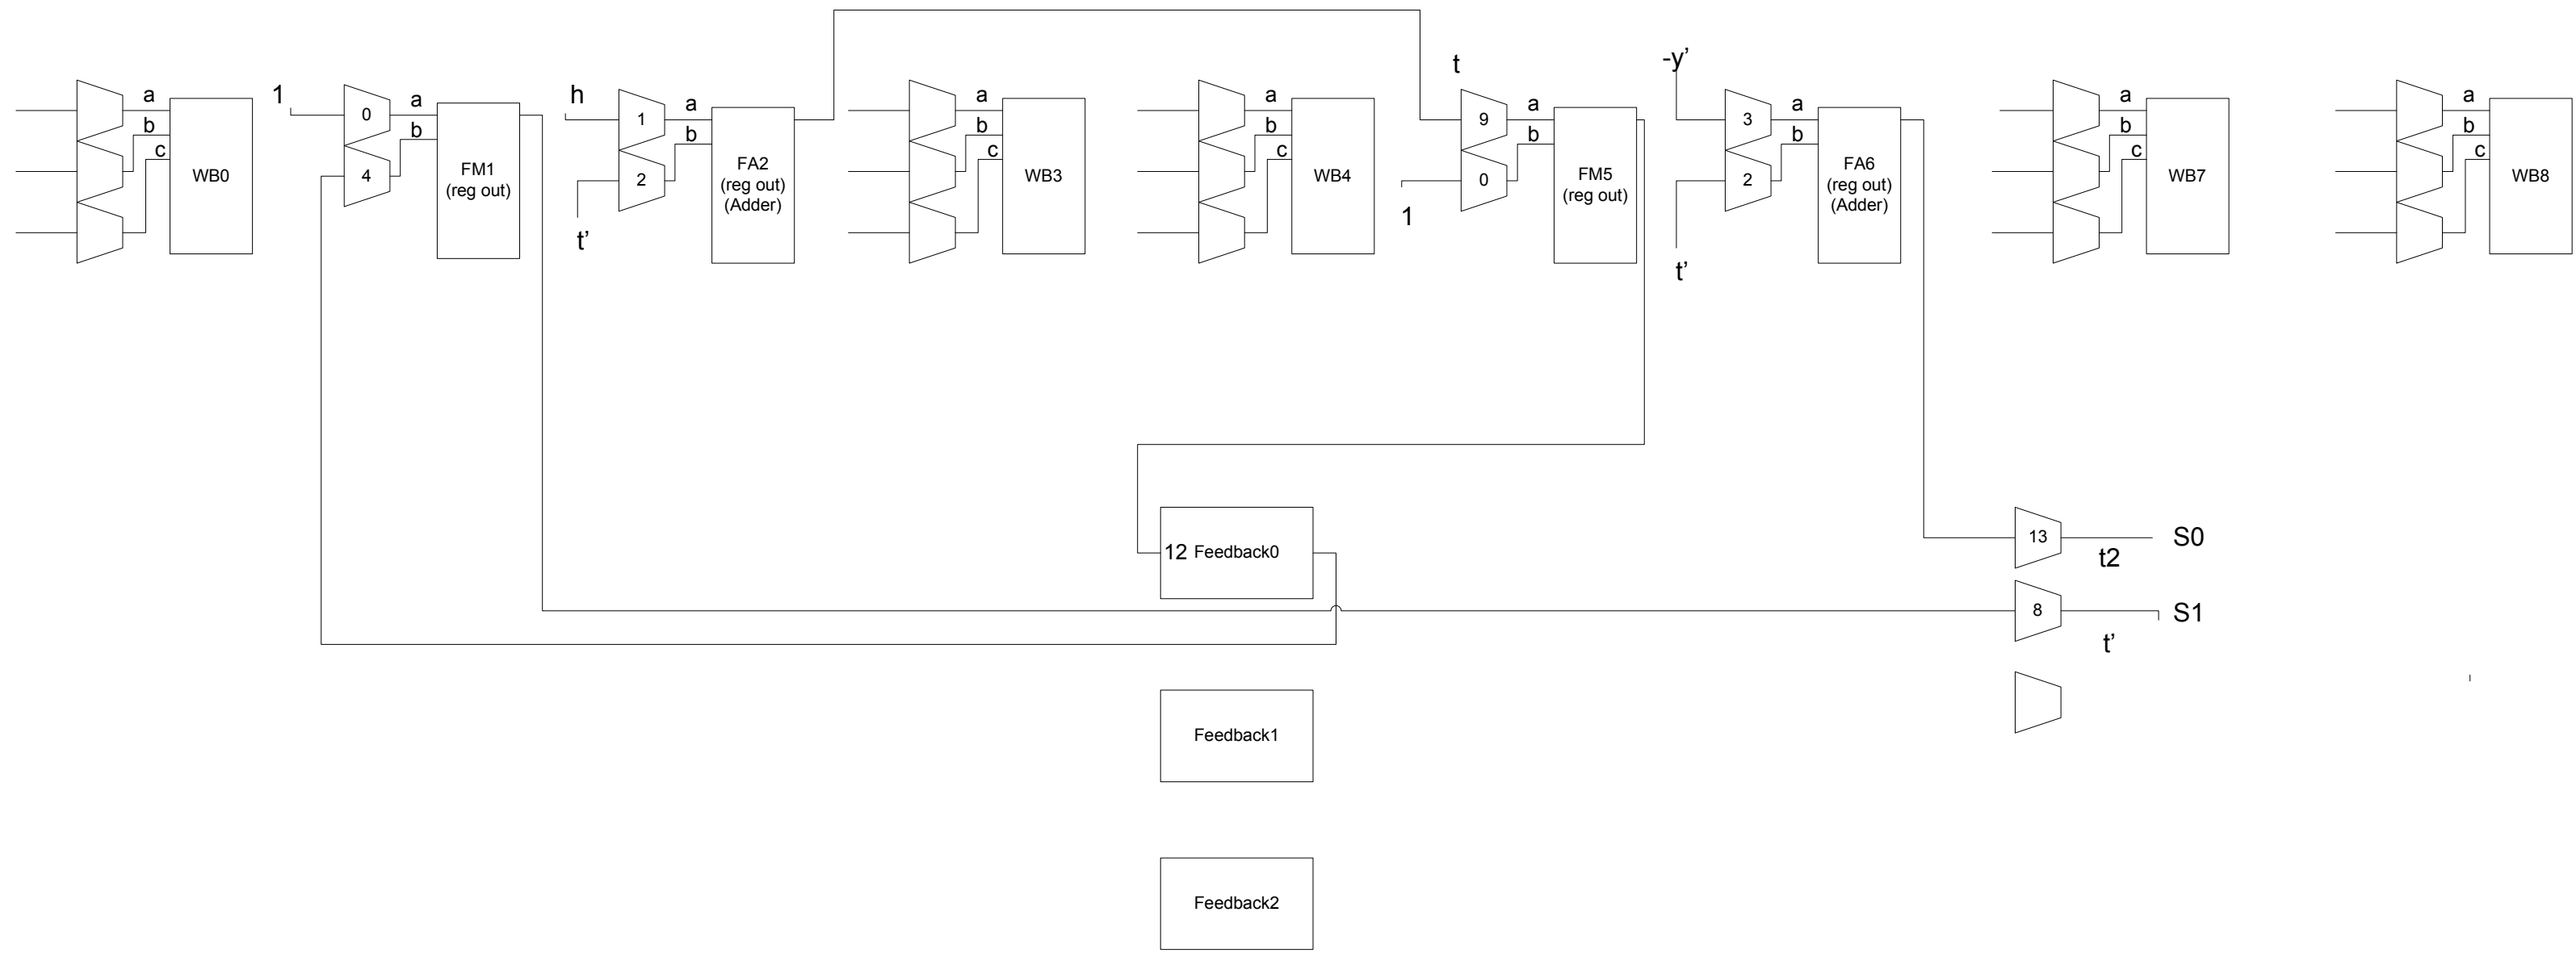 a
b
c
WB0
1
0
4
a
b
FM1
(reg out)
h
1
2
t’
a
b
FA2
(reg out)
(Adder)
a
b
c
WB3
a
b
c
WB4
t
9
0
1
a
b
FM5
(reg out)
-y’
3
2
t’
a
b
FA6
(reg out)
(Adder)
a
b
c
WB7
a
b
c
WB8
12 Feedback0
13
t2
S0
8
t’
S1
Feedback1
Feedback2